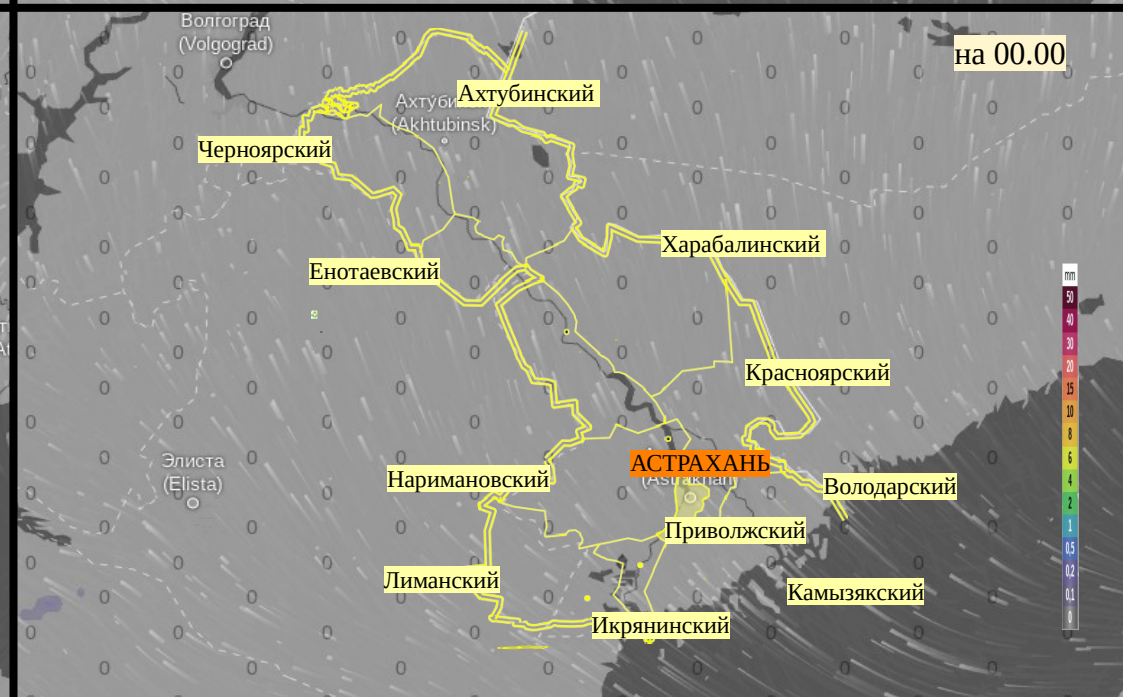 Волгоград
(Volgograd)
на 00.00
Ахтубинский
(Akhtubinsk)
Черноярский
Харабалинский
Енотаевский
mm
50
40
30
20
15
10
8
6
4
2
1
0,5
0,2
0,1
0
Красноярский
Элиста
(Elista)
АСТРАХАНЬ
(Astrakhan)
Наримановский
Володарский
Приволжский
Лиманский
Камызякский
Икрянинский